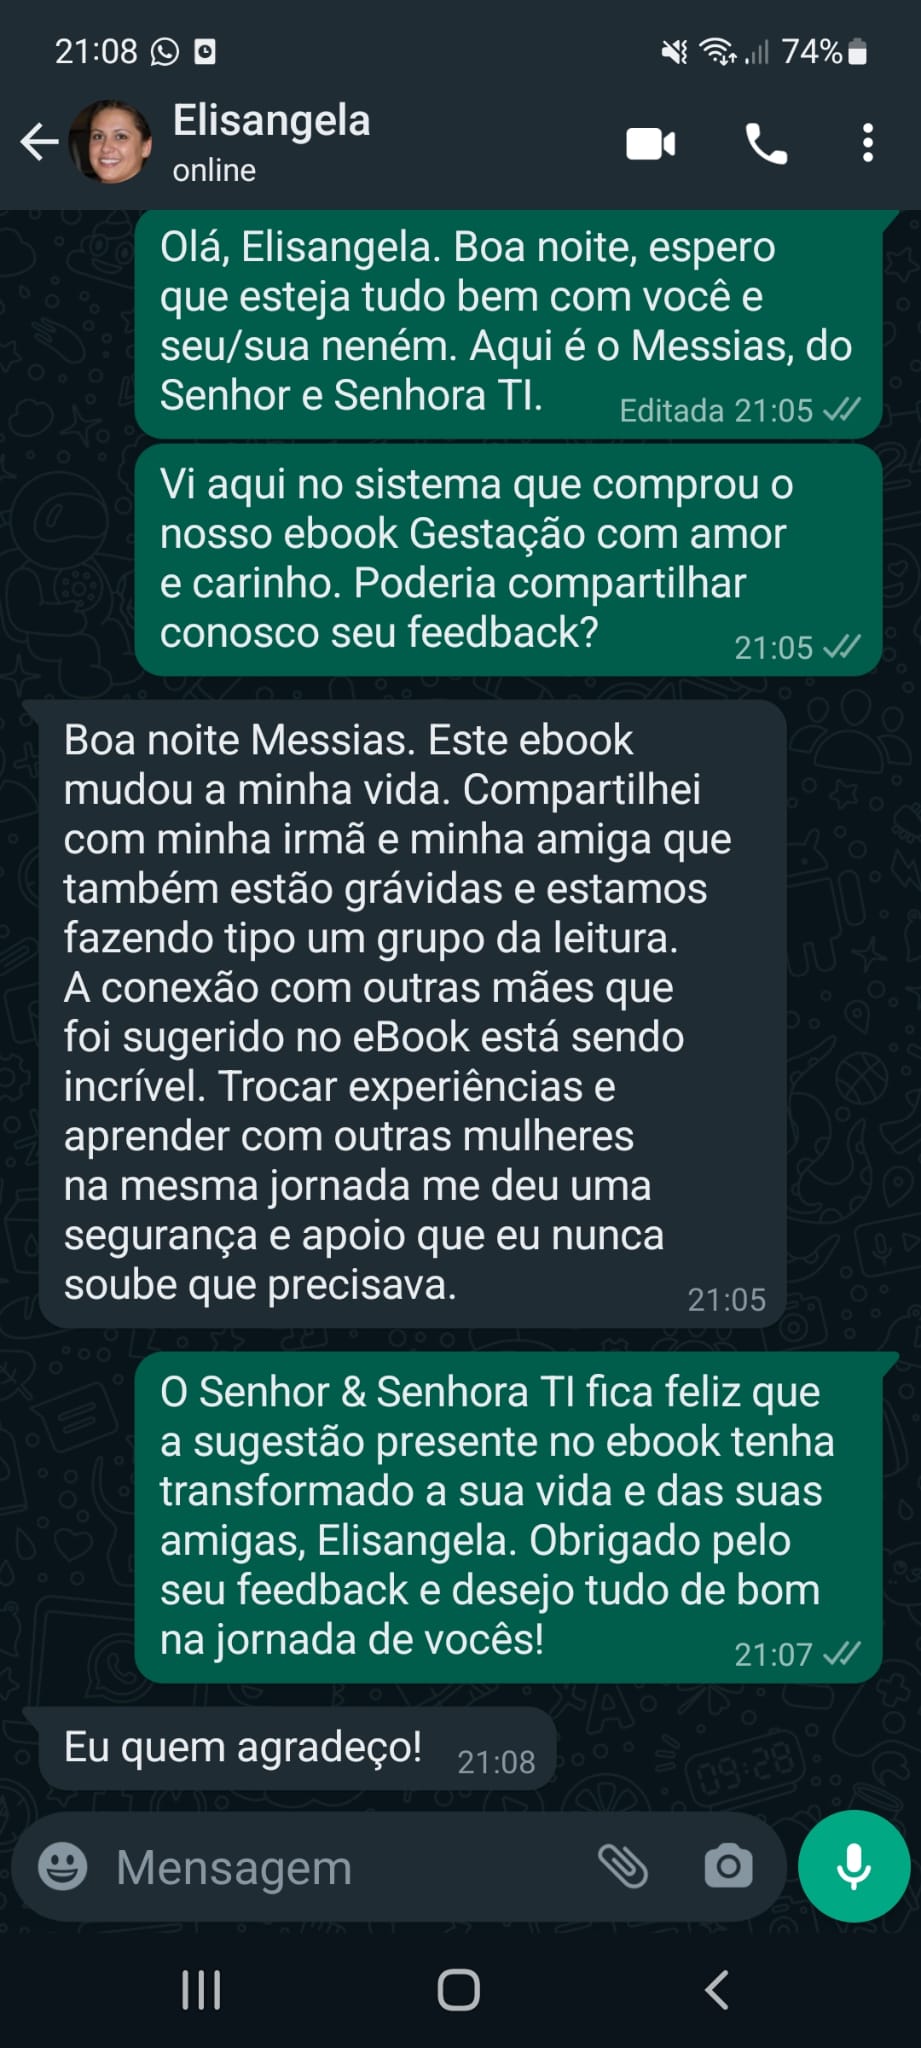 21:08
74%
Elisangela
online
Olá, Elisangela. Boa noite, espero
que esteja tudo bem com você e
seu/sua neném. Aqui é o Messias, do
Senhor e Senhora TI.
Editada 21:05
Vi aqui no sistema que comprou o
nosso ebook Gestação com amor
e carinho. Poderia compartilhar
conosco seu feedback?
21:05
Boa noite Messias. Este ebook
mudou a minha vida. Compartilhei
com minha irmã e minha amiga que
também estão grávidas e estamos
fazendo tipo um grupo da leitura.
A conexão com outras mães que
foi sugerido no eBook está sendo
incrível. Trocar experiências e
aprender com outras mulheres
na mesma jornada me deu uma
segurança e apoio que eu nunca
soube que precisava.
21:05
O Senhor & Senhora TI fica feliz que
a sugestão presente no ebook tenha
transformado a sua vida e das suas
amigas, Elisangela. Obrigado pelo
seu feedback e desejo tudo de bom
na jornada de vocês!
21:07
Eu quem agradeço!
21:08
09:28
Mensagem